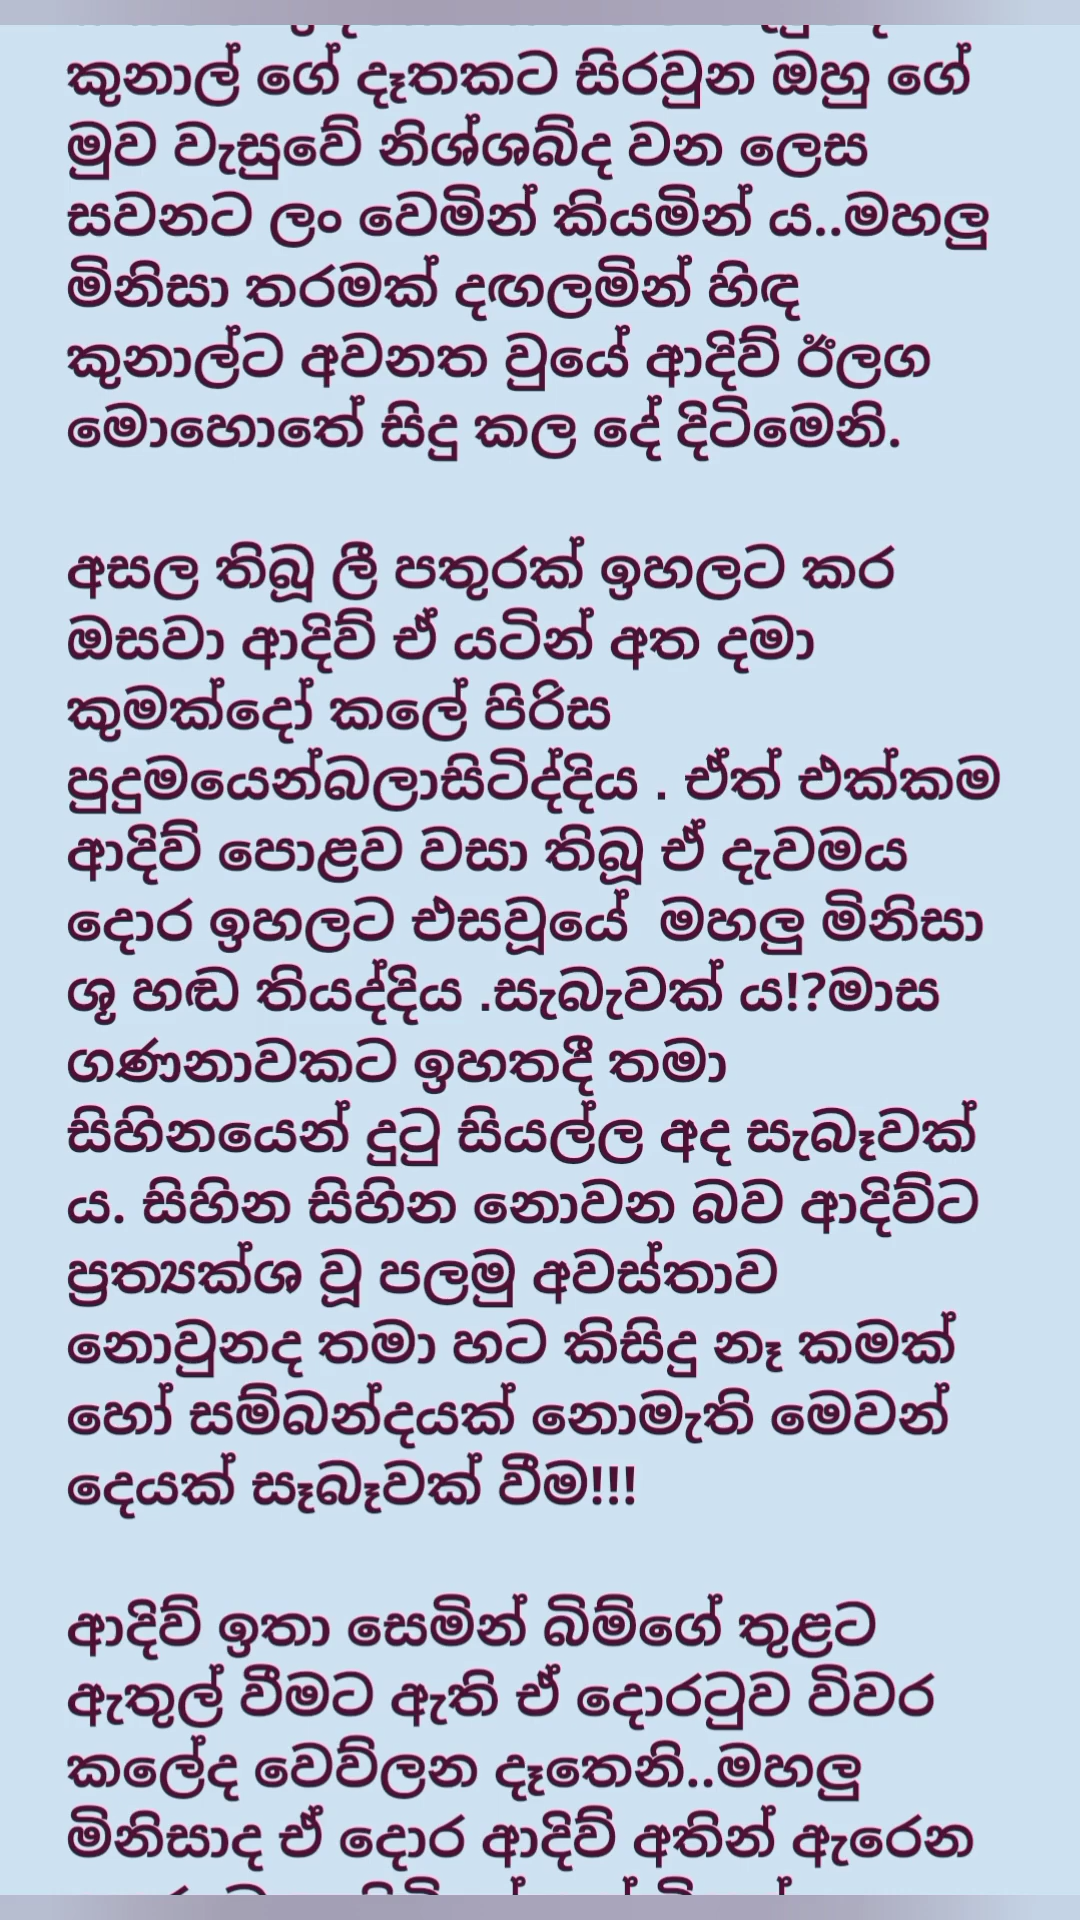 කුනාල් ගේ දෑතකට සිරවුන ඔහු ගේ
මුව වැසුවේ නිශ්ශබ්ද වන ලෙස
සවනට ලං වෙමින් කියමින් ය..මහලු
මිනිසා තරමක් දඟලමින් හිඳ
කුනාල්ට අවනත වුයේ ආදිව් ඊලග
මොහොතේ සිදු කල දේ දිටිමෙනි.

අසල තිබූ ලී පතුරක් ඉහලට කර
ඔසවා ආදිව් ඒ යටින් අත දමා
කුමක්දෝ කලේ පිරිස
පුදුමයෙන්බලාසිටිද්දිය . ඒත් එක්කම
ආදිව් පොළව වසා තිබූ ඒ දැවමය
දොර ඉහලට එසවූයේ  මහලු මිනිසා
ශූ හඬ තියද්දිය .සැබැවක් ය!?මාස
ගණනාවකට ඉහතදී තමා
සිහිනයෙන් දුටු සියල්ල අද සැබෑවක්
ය. සිහින සිහින නොවන බව ආදිව්ට
ප්‍රත්‍යක්ශ වූ පලමු අවස්තාව
නොවුනද තමා හට කිසිදු නෑ කමක්
හෝ සම්බන්දයක් නොමැති මෙවන්
දෙයක් සෑබෑවක් වීම!!!

ආදිව් ඉතා සෙමින් බිම්ගේ තුළට
ඇතුල් වීමට ඇති ඒ දොරටුව විවර
කලේද වෙව්ලන දෑතෙනි..මහලු
මිනිසාද ඒ දොර ආදිව් අතින් ඇරෙන